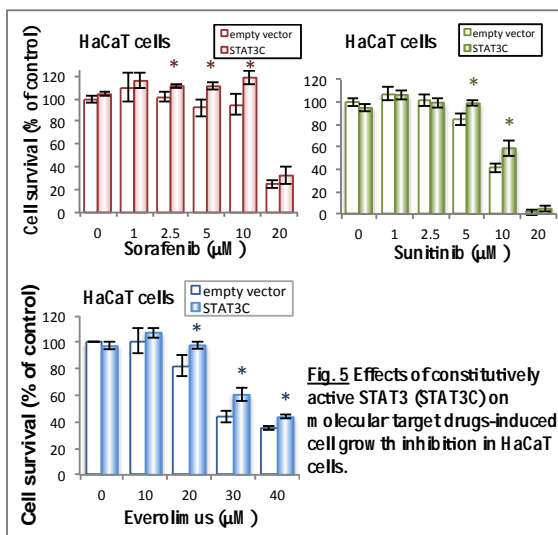 HaCaT cells
empty vector
STAT3C
* * *
Cell survival (% of control)
120
100
80
60
40
20
0
0 1 2.5 5 10 20
Sorafenib (μM)
HaCaT cells
empty vector
STAT3C
*
*
120
100
80
60
40
20
0
0 1 2.5 5 10 20
Sunitinib (μM)
HaCaT cells
empty vector
STAT3C
* * *
Cell survival (% of control)
120
100
80
60
40
20
0
0 10 20 30 40
Everolimus (μM)
Fig. 5 Effects of constitutively
active STAT3 (STAT3C) on
molecular target drugs-induced
cell growth inhibition in HaCaT
cells.